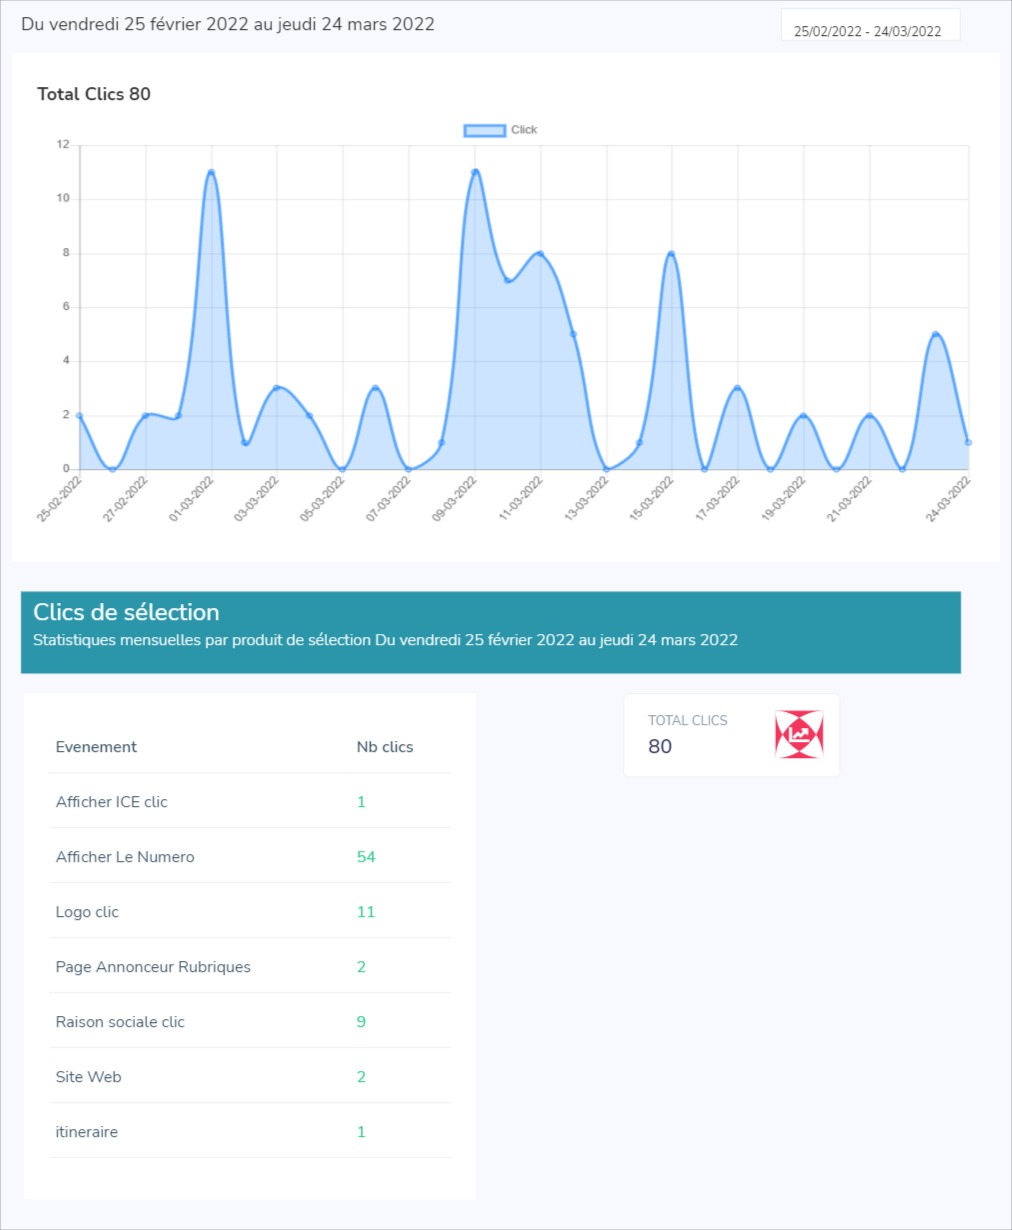 Du vendredi 25 février 2022 au jeudi 24 mars 2022
25/02/2022 - 24/03/2022
Total Clics 80
Click
12
10
8
6
4
2
0
25-02-2022
27-02-2022
01-03-2022
03-03-2022
05-03-2022
07-03-2022
09-03-2022
11-03-2022
13-03-2022
15-03-2022
17-03-2022
19-03-2022
21-03-2022
24-03-2022
Clics de sélection
Statistiques mensuelles par produit de sélection Du vendredi 25 février 2022 au jeudi 24 mars 2022
Evenement Nb clics
Afficher ICE clic 1
Afficher Le Numero 54
Logo clic 11
Page Annonceur Rubriques 2
Raison sociale clic 9
Site Web 2
itineraire 1
TOTAL CLICS
80